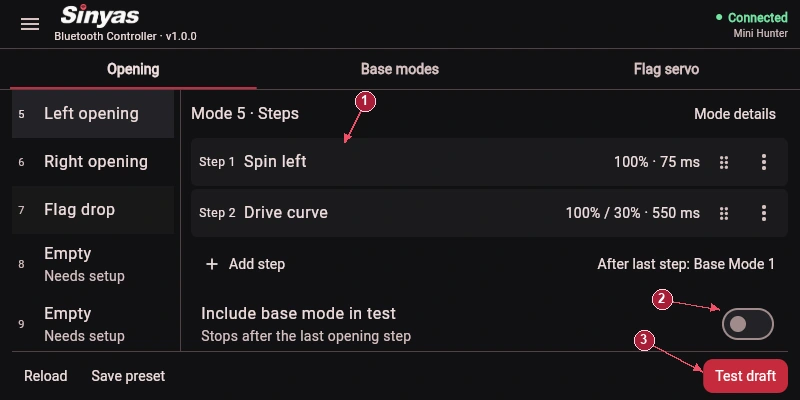 Sinyas
Bluetooth Controller · v1.0.0
Connected
Mini Hunter
Opening
Base modes
Flag servo
5 Left opening
6 Right opening
7 Flag drop
8 Empty
Needs setup
9 Empty
Needs setup
Mode 5 · Steps
Mode details
1
Step 1 Spin left 100% · 75 ms
Step 2 Drive curve 100% / 30% · 550 ms
+ Add step
After last step: Base Mode 1
Include base mode in test
Stops after the last opening step
2
3
Reload
Save preset
Test draft